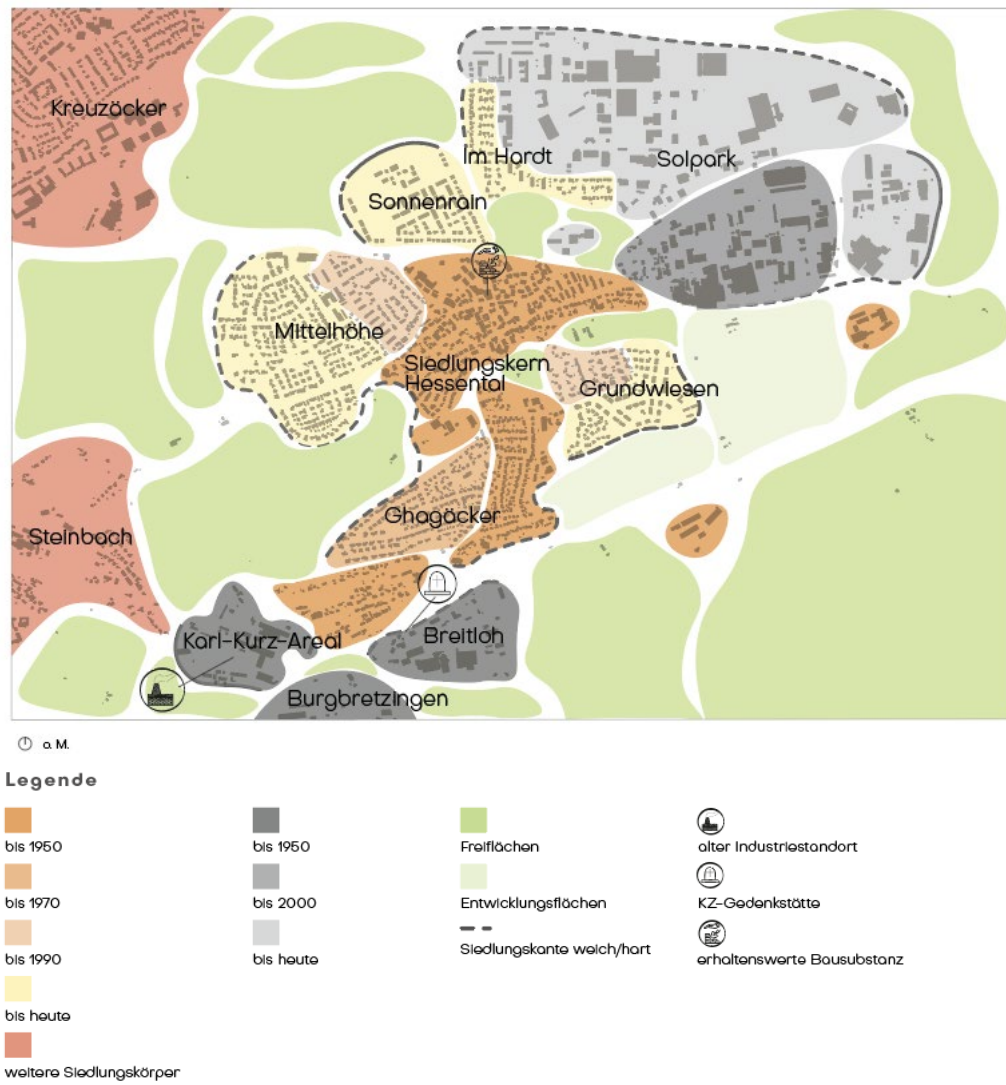 Kreuzäcker
Im Hardt
Solpark
Sonnenrain
Mittelhöhe
Siedlungskern
Hessental
Grundwiesen
Ghagäcker
Steinbach
Karl-Kurz-Areal
Breitloh
Burgbretzingen
o. M.
Legende
bis 1950
bis 1970
bis 1990
bis heute
weitere Siedlungskörper
bis 1950
bis 2000
bis heute
Freiflächen
Entwicklungsflächen
Siedlungskante weich/hart
alter Industriestandort
KZ-Gedenkstätte
erhaltenswerte Bausubstanz